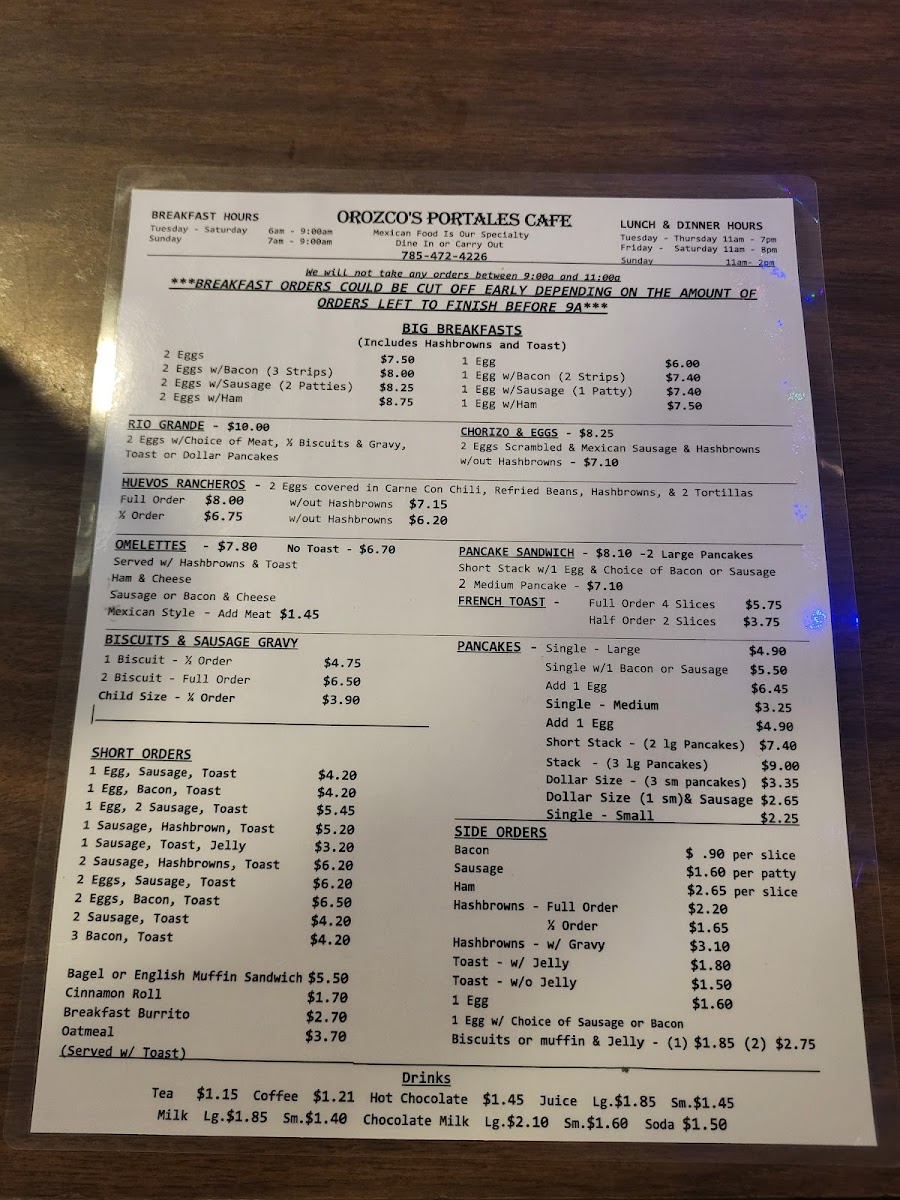 BREAKFAST HOURS
Tuesday - Saturday 6am - 9:00am
Sunday 7am - 9:00am
OROZCO'S PORTALES CAFE
Mexican Food Is Our Specialty
Dine In or Carry Out
785-472-4226
LUNCH & DINNER HOURS
Tuesday - Thursday 11am - 7pm
Friday - Saturday 11am - 8pm
Sunday 11am- 2pm
We will not take any orders between 9:00a and 11:00a
***BREAKFAST ORDERS COULD BE CUT OFF EARLY DEPENDING ON THE AMOUNT OF
ORDERS LEFT TO FINISH BEFORE 9A***
BIG BREAKFASTS
(Includes Hashbrowns and Toast)
2 Eggs $7.50
2 Eggs w/Bacon (3 Strips) $8.00
2 Eggs w/Sausage (2 Patties) $8.25
2 Eggs w/Ham $8.75
1 Egg $6.00
1 Egg w/Bacon (2 Strips) $7.40
1 Egg w/Sausage (1 Patty) $7.40
1 Egg w/Ham $7.50
RIO GRANDE - $10.00
2 Eggs w/Choice of Meat, ½ Biscuits & Gravy,
Toast or Dollar Pancakes
CHORIZO & EGGS - $8.25
2 Eggs Scrambled & Mexican Sausage & Hashbrowns
w/out Hashbrowns - $7.10
HUEVOS RANCHEROS - 2 Eggs covered in Carne Con Chili, Refried Beans, Hashbrowns, & 2 Tortillas
Full Order $8.00 w/out Hashbrowns $7.15
½ Order $6.75 w/out Hashbrowns $6.20
OMELETTES - $7.80 No Toast - $6.70
Served w/ Hashbrowns & Toast
Ham & Cheese
Sausage or Bacon & Cheese
Mexican Style - Add Meat $1.45
PANCAKE SANDWICH - $8.10 -2 Large Pancakes
Short Stack w/1 Egg & Choice of Bacon or Sausage
2 Medium Pancake - $7.10
FRENCH TOAST - Full Order 4 Slices $5.75
Half Order 2 Slices $3.75
BISCUITS & SAUSAGE GRAVY
1 Biscuit - ½ Order $4.75
2 Biscuit - Full Order $6.50
Child Size - ¼ Order $3.90
PANCAKES - Single - Large $4.90
Single w/1 Bacon or Sausage $5.50
Add 1 Egg $6.45
Single - Medium $3.25
Add 1 Egg $4.90
Short Stack - (2 lg Pancakes) $7.40
Stack - (3 lg Pancakes) $9.00
Dollar Size - (3 sm pancakes) $3.35
Dollar Size (1 sm)& Sausage $2.65
Single - Small $2.25
SHORT ORDERS
1 Egg, Sausage, Toast $4.20
1 Egg, Bacon, Toast $4.20
1 Egg, 2 Sausage, Toast $5.45
1 Sausage, Hashbrown, Toast $5.20
1 Sausage, Toast, Jelly $3.20
2 Sausage, Hashbrowns, Toast $6.20
2 Eggs, Sausage, Toast $6.20
2 Eggs, Bacon, Toast $6.50
2 Sausage, Toast $4.20
3 Bacon, Toast $4.20
Bagel or English Muffin Sandwich $5.50
Cinnamon Roll $1.70
Breakfast Burrito $2.70
Oatmeal $3.70
(Served w/ Toast)
SIDE ORDERS
Bacon $ .90 per slice
Sausage $1.60 per patty
Ham $2.65 per slice
Hashbrowns - Full Order $2.20
½ Order $1.65
Hashbrowns - w/ Gravy $3.10
Toast - w/ Jelly $1.80
Toast - w/o Jelly $1.50
1 Egg $1.60
1 Egg w/ Choice of Sausage or Bacon
Biscuits or muffin & Jelly - (1) $1.85 (2) $2.75
Drinks
Tea $1.15 Coffee $1.21 Hot Chocolate $1.45 Juice Lg.$1.85 Sm.$1.45
Milk Lg.$1.85 Sm.$1.40 Chocolate Milk Lg.$2.10 Sm.$1.60 Soda $1.50